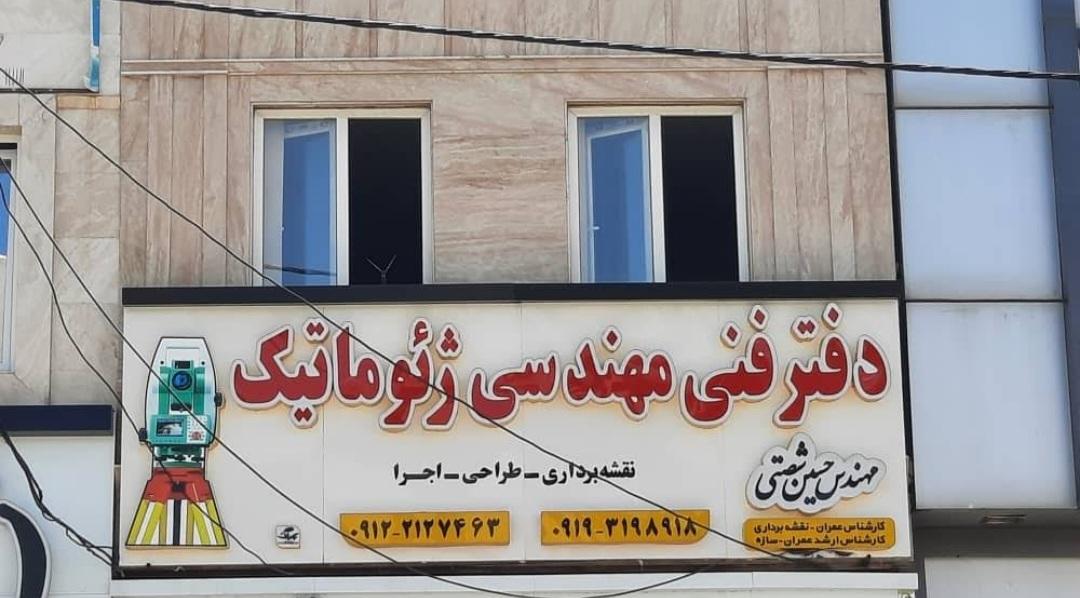 دفتر فنی مهندسی ژئوماتیک
نقشه‌برداری - طراحی - اجرا
مهندس حسین شصتی
۰۹۱۹-۳۱۹۸۹۱۸
۰۹۱۲-۲۱۲۷۴۶۳
کارشناس عمران - نقشه برداری
کارشناس ارشد عمران - سازه